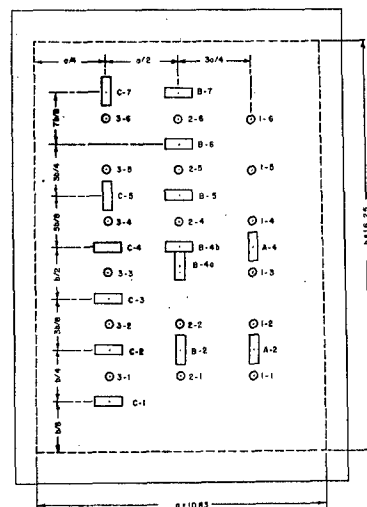 a/4 a/2 3a/4
C-7 B-7
3-6 2-6 1-6
B-6
3-5 2-5 1-5
C-5 B-5
3-4 2-4 1-4
C-4 B-4b A-4
B-4a
3-3 1-3
C-3
3-2 2-2 1-2
C-2 B-2 A-2
3-1 2-1 1-1
C-1
7b/8
3b/4
5b/8
b/2
3b/8
b/4
b/8
b=16.25
a=10.83